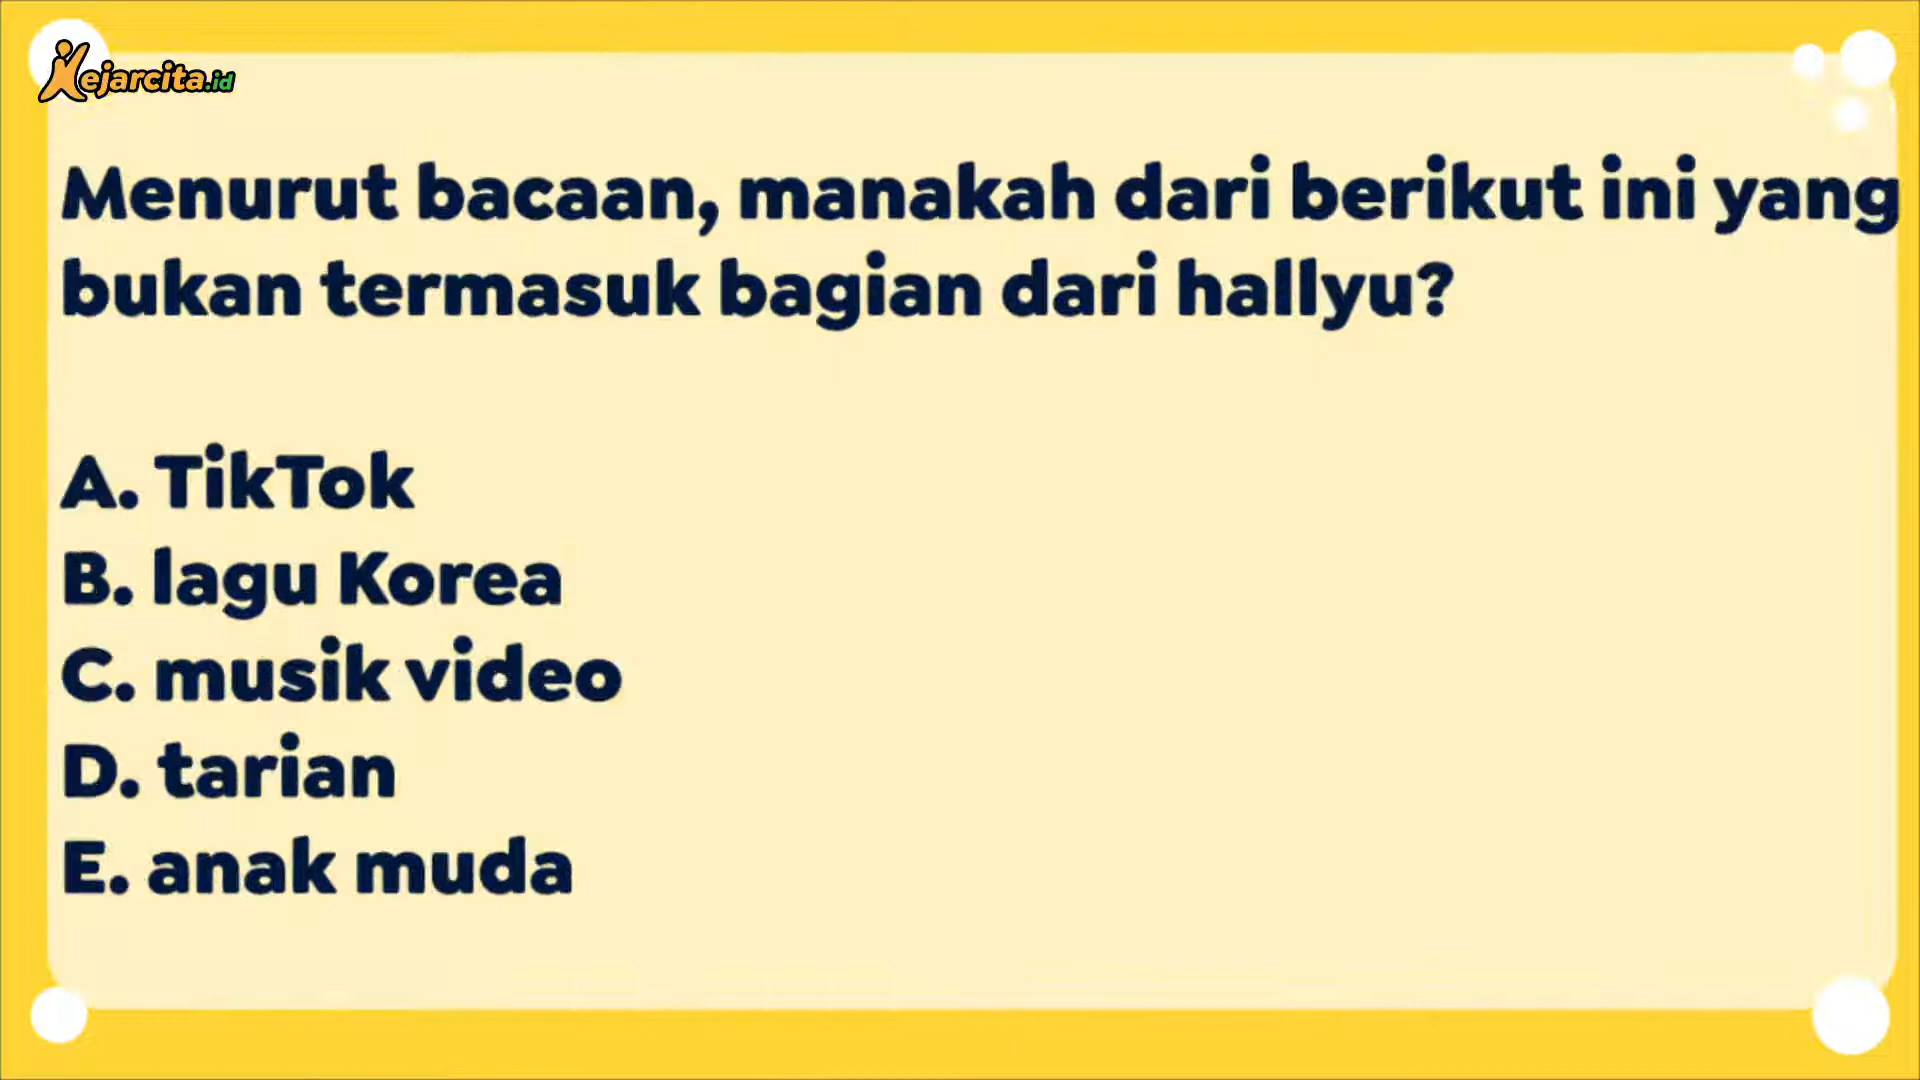 Kejarcita.id
Menurut bacaan, manakah dari berikut ini yang
bukan termasuk bagian dari hallyu?
A. TikTok
B. lagu Korea
C. musik video
D. tarian
E. anak muda